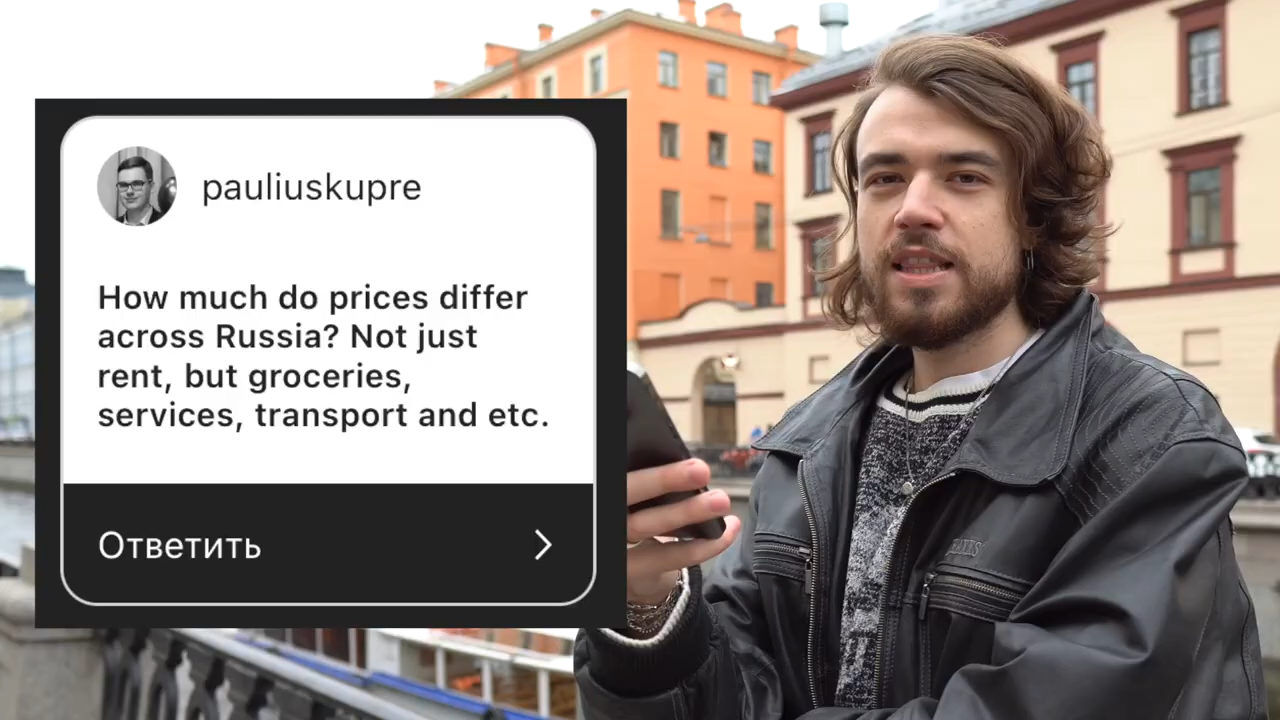 pauliuskupre
How much do prices differ
across Russia? Not just
rent, but groceries,
services, transport and etc.
Ответить